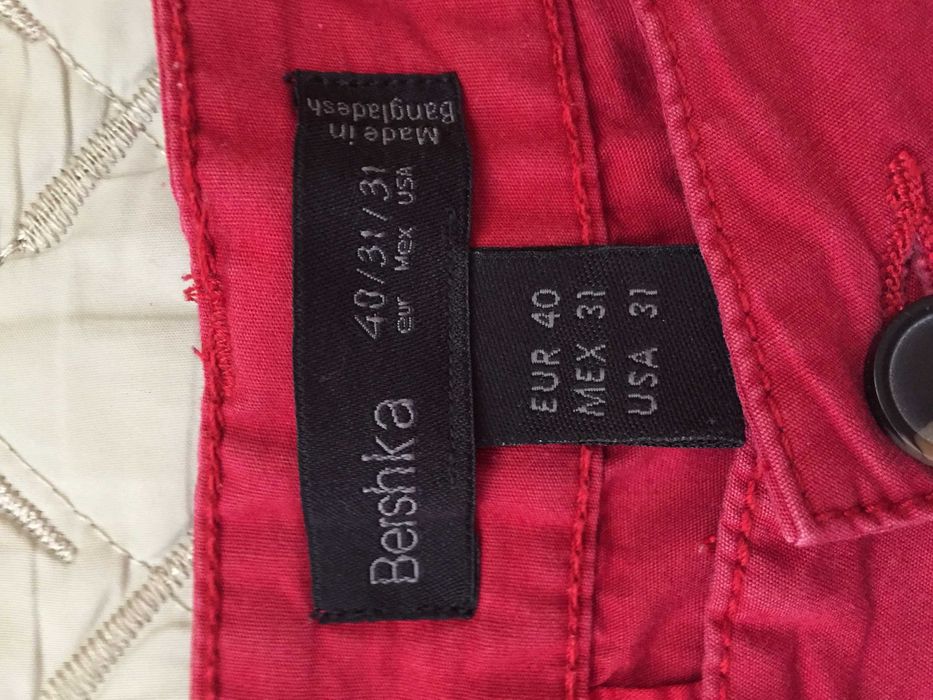 Bershka
40/31/31
eur Mex USA
Made in
Bangladesh
EUR 40
MEX 31
USA 31